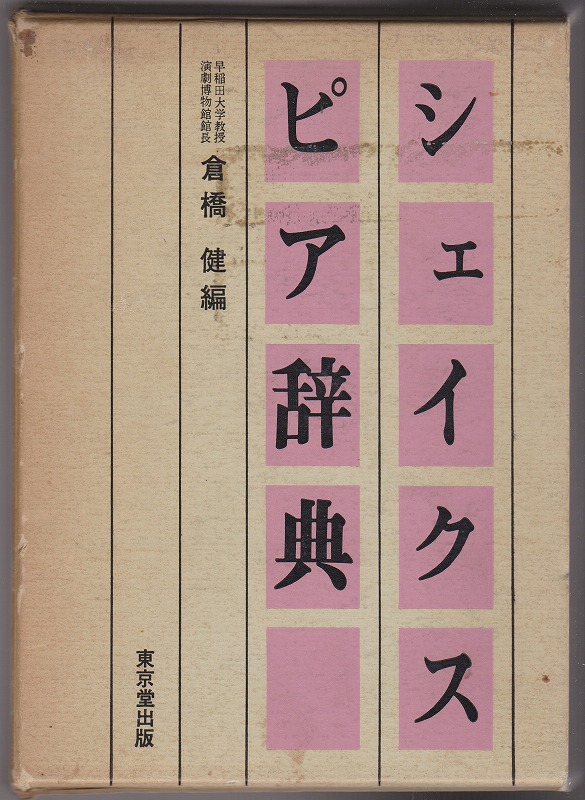 シェイクス
ピア辞典
早稲田大学教授
演劇博物館館長
倉橋 健編
東京堂出版